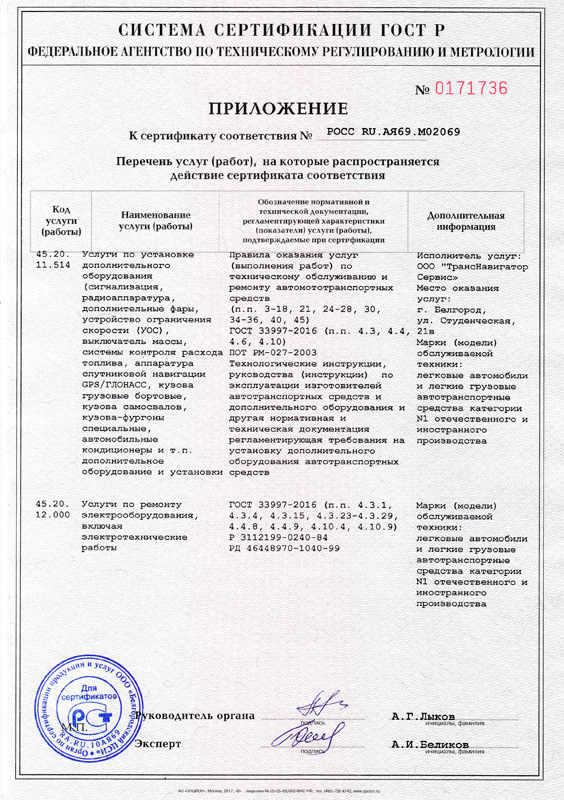 СИСТЕМА СЕРТИФИКАЦИИ ГОСТ Р
ФЕДЕРАЛЬНОЕ АГЕНТСТВО ПО ТЕХНИЧЕСКОМУ РЕГУЛИРОВАНИЮ И МЕТРОЛОГИИ
№ 0171736
ПРИЛОЖЕНИЕ
К сертификату соответствия № РОСС RU.АЯ69.М02069
Перечень услуг (работ), на которые распространяется
действие сертификата соответствия
Код
услуги
(работы)
Наименование
услуги (работы)
Обозначение нормативной и
технической документации,
регламентирующей характеристики
(показатели) услуги (работы),
подтверждаемые при сертификации
Дополнительная
информация
45.20.
11.514
Услуги по установке
дополнительного
оборудования
(сигнализация,
радиоаппаратура,
дополнительные фары,
устройство ограничения
скорости (УОС),
выключатель массы,
системы контроля расхода
топлива, аппаратура
спутниковой навигации
GPS/ГЛОНАСС, кузова
грузовые бортовые,
кузова самосвалов,
кузова-фургоны
специальные,
автомобильные
кондиционеры и т.п.
дополнительное
оборудование и установки
Правила оказания услуг
(выполнения работ) по
техническому обслуживанию и
ремонту автомототранспортных
средств
(п.п. 3-18, 21, 24-28, 30,
34-36, 40, 45)
ГОСТ 33997-2016 (п.п. 4.3, 4.4,
4.6, 4.10)
ПОТ РМ-027-2003
Технологические инструкции,
руководства (инструкции) по
эксплуатации изготовителей
автотранспортных средств и
дополнительного оборудования и
другая нормативная и
техническая документация
регламентирующая требования на
установку дополнительного
оборудования автотранспортных
средств
Исполнитель услуг:
ООО "ТрансНавигатор
Сервис»
Место оказания
услуг:
г. Белгород,
ул. Студенческая,
21в
Марки (модели)
обслуживаемой
техники:
легковые автомобили
и легкие грузовые
автотранспортные
средства категории
N1 отечественного и
иностранного
производства
45.20.
12.000
Услуги по ремонту
электрооборудования,
включая
электротехнические
работы
ГОСТ 33997-2016 (п.п. 4.3.1,
4.3.4, 4.3.15, 4.3.23-4.3.29,
4.4.8, 4.4.9, 4.10.4, 4.10.9)
Р 3112199-0240-84
РД 46448970-1040-99
Марки (модели)
обслуживаемой
техники:
легковые автомобили
и легкие грузовые
автотранспортные
средства категории
N1 отечественного и
иностранного
производства
Орган по сертификации продукции и услуг ООО «Белгородский ЦСИ»
Для
сертификатов
РСТ
RA.RU.10АЯ69
М.П.
Руководитель органа
подпись
А.Г.Лыков
инициалы, фамилия
Эксперт
подпись
А.И.Беликов
инициалы, фамилия